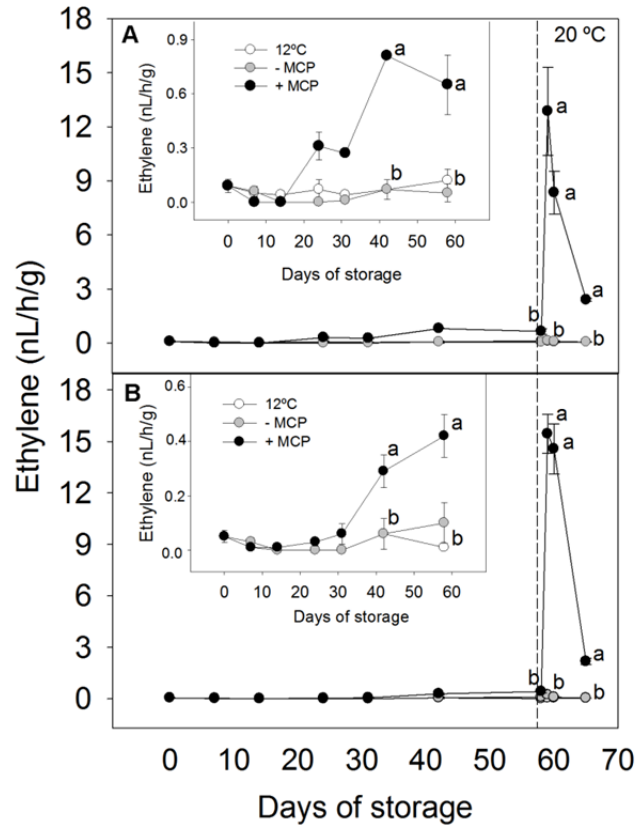 18
15
12
9
6
3
0
A
20 ºC
0.9
0.6
0.3
0.0
Ethylene (nL/h/g)
12ºC
- MCP
+ MCP
a
a
b
b
0 10 20 30 40 50 60
Days of storage
a
a
a
b
b
b
Ethylene (nL/h/g)
18
15
12
9
6
3
0
B
0.6
0.4
0.2
0.0
Ethylene (nL/h/g)
12ºC
- MCP
+ MCP
a
a
b
b
0 10 20 30 40 50 60
Days of storage
a
a
a
b
b
b
0 10 20 30 40 50 60 70
Days of storage